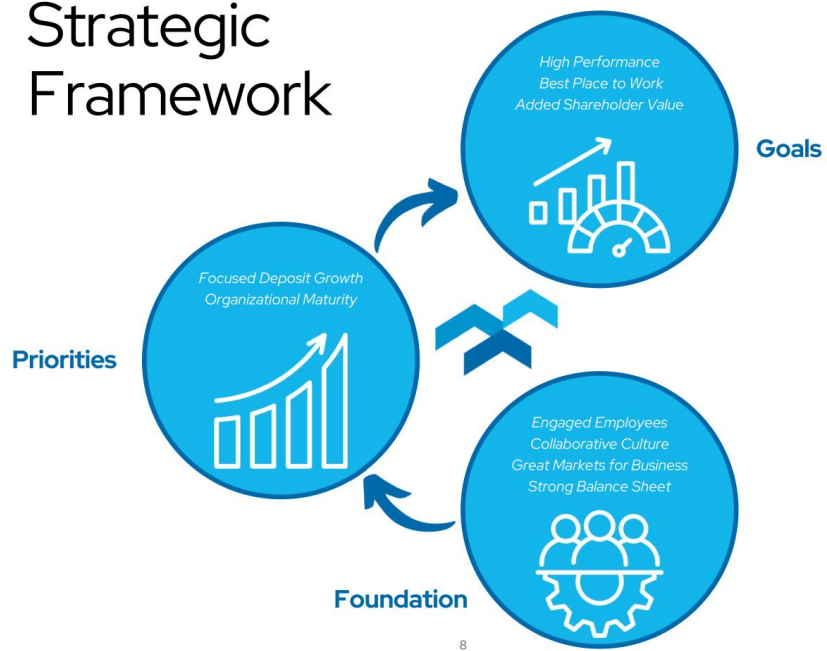 Strategic
Framework
High Performance
Best Place to Work
Added Shareholder Value
Goals
Focused Deposit Growth
Organizational Maturity
Priorities
Engaged Employees
Collaborative Culture
Great Markets for Business
Strong Balance Sheet
Foundation
8